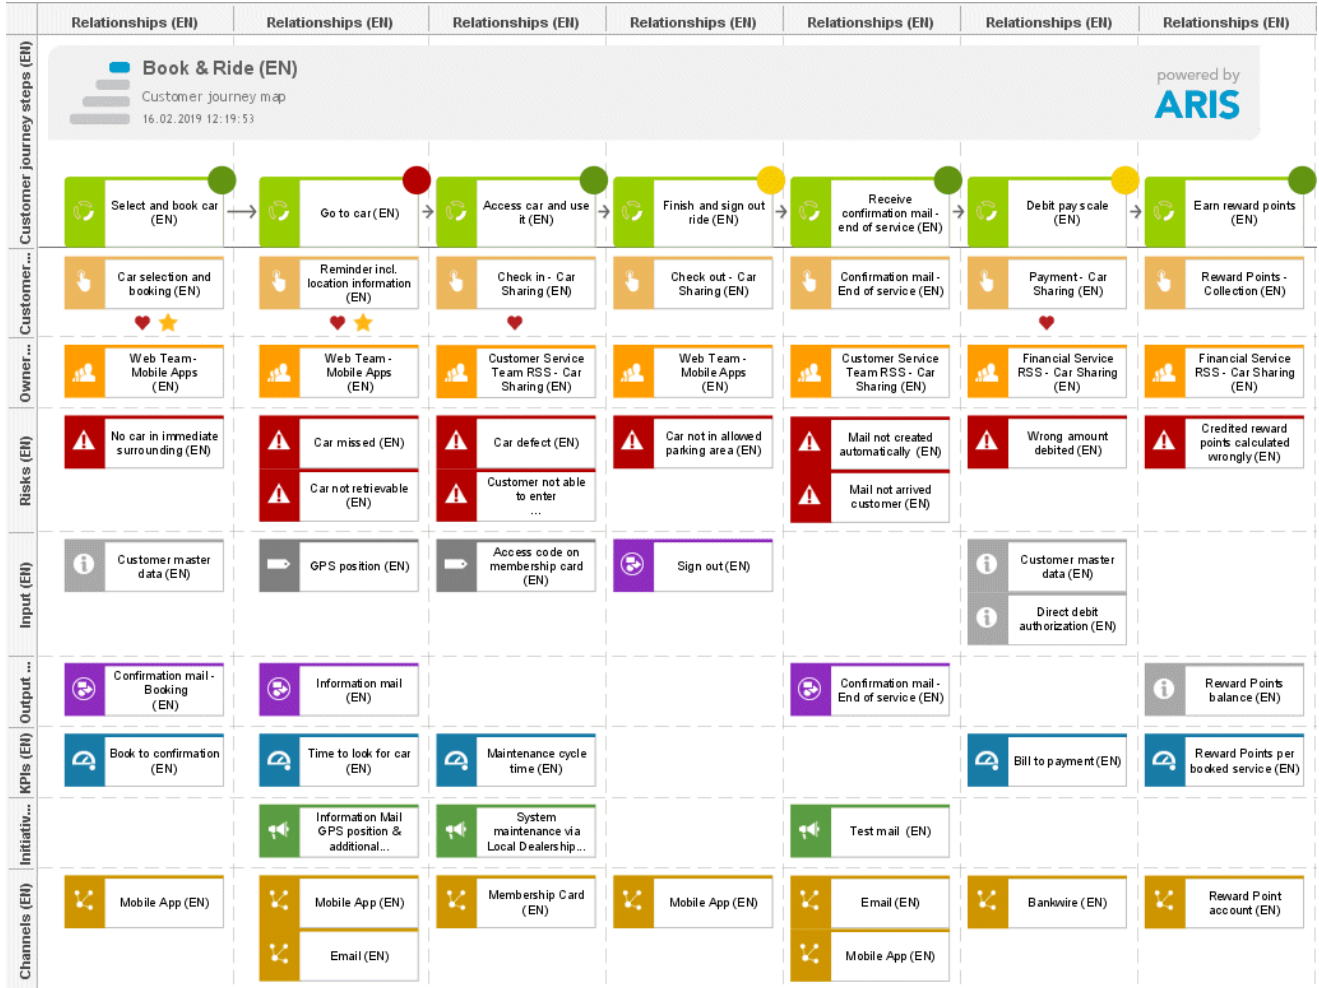 Relationships (EN) Relationships (EN) Relationships (EN) Relationships (EN) Relationships (EN) Relationships (EN) Relationships (EN)
Customer journey steps (EN)
Book & Ride (EN)
Customer journey map
16.02.2019 12:19:53
powered by
ARIS
Select and book car
(EN)
Go to car (EN)
Access car and use
it (EN)
Finish and sign out
ride (EN)
Receive
confirmation mail -
end of service (EN)
Debit pay scale
(EN)
Earn reward points
(EN)
Customer...
Car selection and
booking (EN)
Reminder incl.
location information
(EN)
Check in - Car
Sharing (EN)
Check out - Car
Sharing (EN)
Confirmation mail -
End of service (EN)
Payment - Car
Sharing (EN)
Reward Points -
Collection (EN)
Owner...
Web Team -
Mobile Apps
(EN)
Web Team -
Mobile Apps
(EN)
Customer Service
Team RSS - Car
Sharing (EN)
Web Team -
Mobile Apps
(EN)
Customer Service
Team RSS - Car
Sharing (EN)
Financial Service
RSS - Car Sharing
(EN)
Financial Service
RSS - Car Sharing
(EN)
Risks (EN)
No car in immediate
surrounding (EN)
Car missed (EN)
Car not retrievable
(EN)
Car defect (EN)
Customer not able
to enter
...
Car not in allowed
parking area (EN)
Mail not created
automatically (EN)
Mail not arrived
customer (EN)
Wrong amount
debited (EN)
Credited reward
points calculated
wrongly (EN)
Input (EN)
Customer master
data (EN)
GPS position (EN)
Access code on
membership card
(EN)
Sign out (EN)
Customer master
data (EN)
Direct debit
authorization (EN)
Output ...
Confirmation mail -
Booking
(EN)
Information mail
(EN)
Confirmation mail -
End of service (EN)
Reward Points
balance (EN)
KPIs (EN)
Book to confirmation
(EN)
Time to look for car
(EN)
Maintenance cycle
time (EN)
Bill to payment (EN)
Reward Points per
booked service (EN)
Initiativ...
Information Mail
GPS position &
additional...
System
maintenance via
Local Dealership...
Test mail (EN)
Channels (EN)
Mobile App (EN)
Mobile App (EN)
Email (EN)
Membership Card
(EN)
Mobile App (EN)
Email (EN)
Mobile App (EN)
Bankwire (EN)
Reward Point
account (EN)